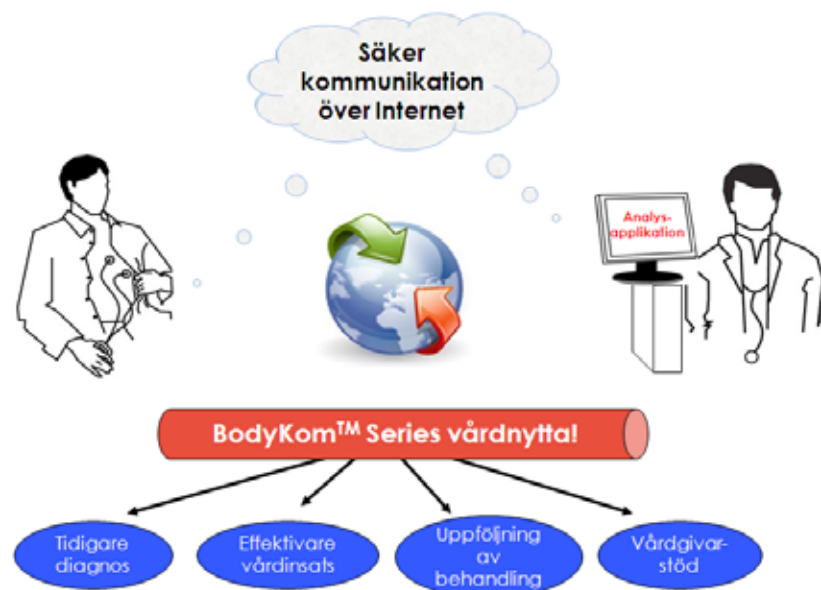 Säker
kommunikation
över Internet
Analys-
applikation
BodyKom™ Series vårdnytta!
Tidigare
diagnos
Effektivare
vårdinsats
Uppföljning
av
behandling
Vårdgivar-
stöd